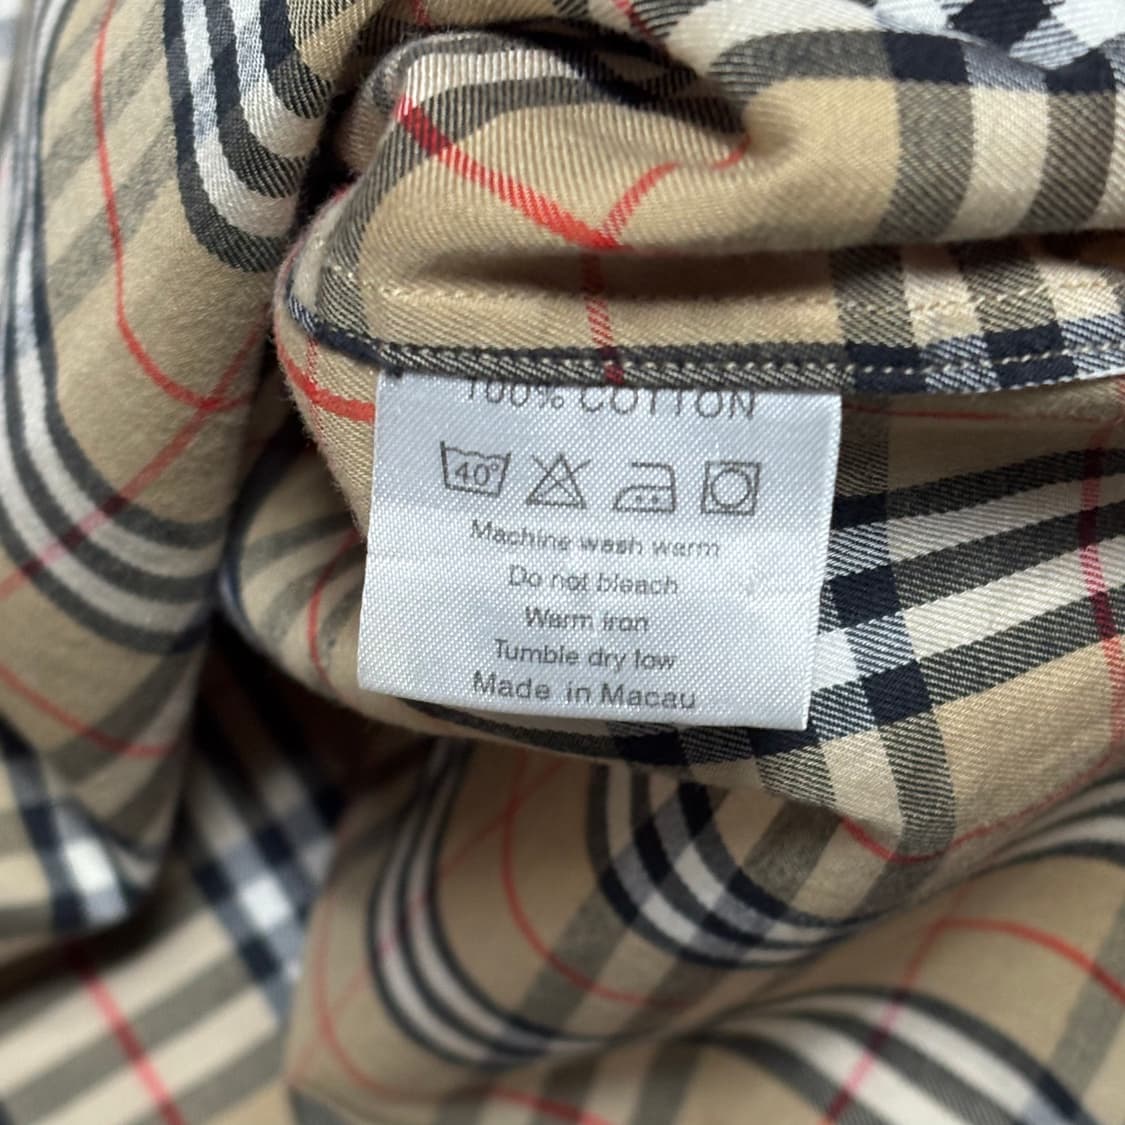 100% COTTON
40°
Machine wash warm
Do not bleach
Warm iron
Tumble dry low
Made in Macau